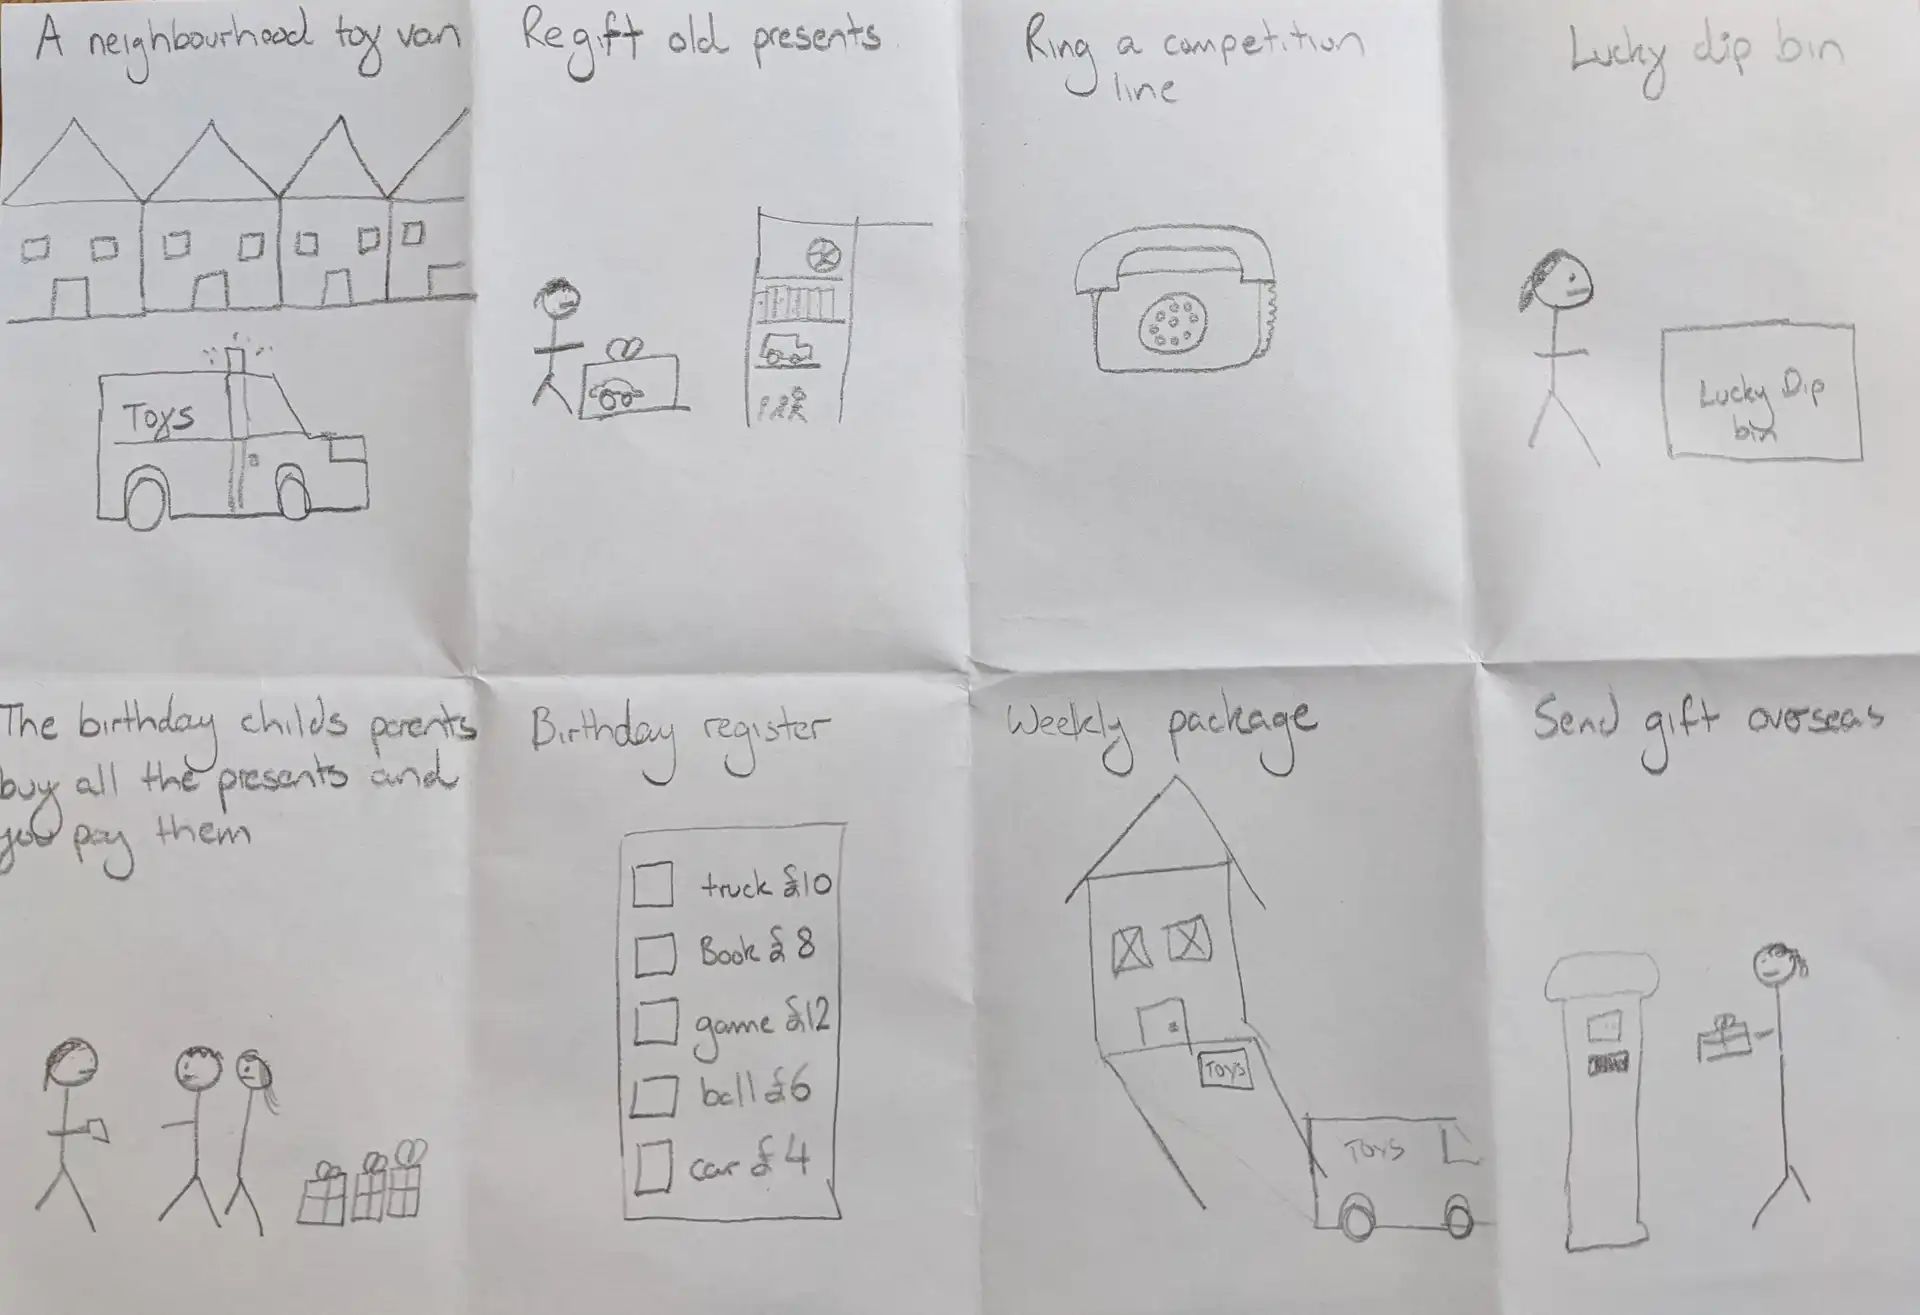 A neighbourhood toy van
TOYS
Regift old presents
Ring a competition
line
Lucky dip bin
Lucky Dip
bin
The birthday childs parents
buy all the presents and
you pay them
Birthday register
truck £10
Book £8
game £12
ball £6
car £4
Weekly package
TOYS
TOYS
Send gift overseas